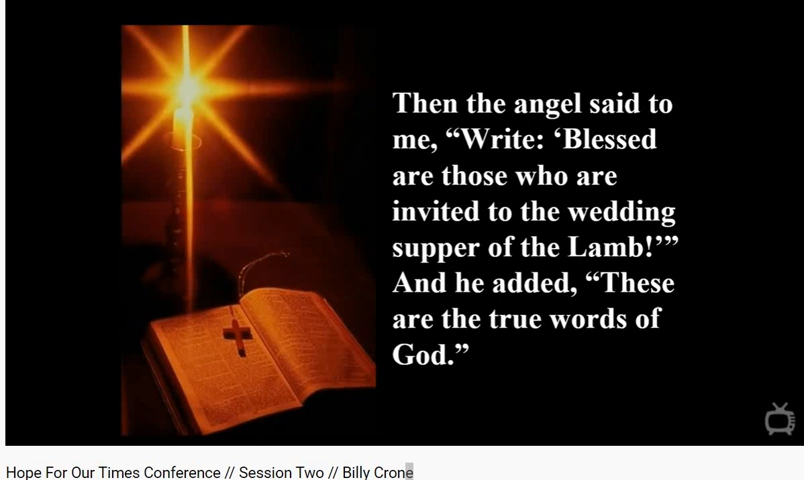 Then the angel said to
me, “Write: ‘Blessed
are those who are
invited to the wedding
supper of the Lamb!’”
And he added, “These
are the true words of
God.”
Hope For Our Times Conference // Session Two // Billy Crone